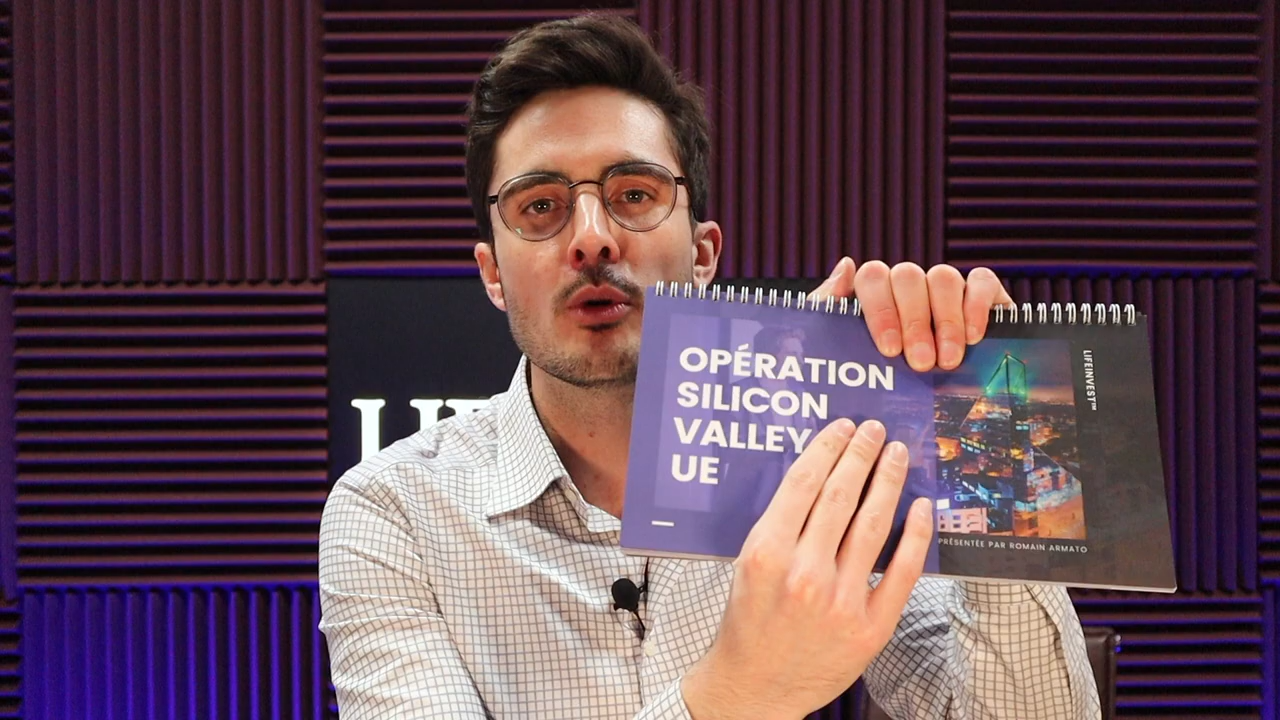 OPÉRATION
SILICON
VALLEY
UE
LIFEINVEST™
PRÉSENTÉE PAR ROMAIN ARMATO